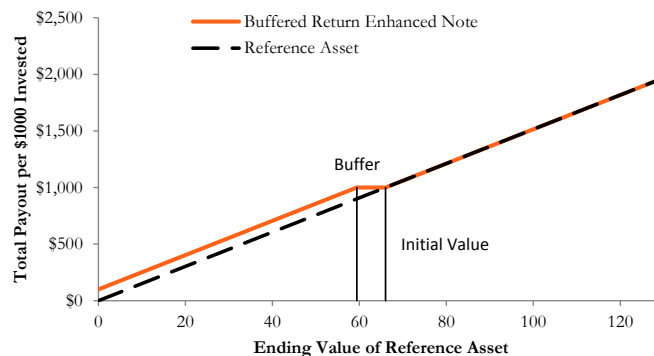 Buffered Return Enhanced Note
Reference Asset
Total Payout per $1000 Invested
$2,500
$2,000
$1,500
$1,000
$500
$0
Buffer
Initial Value
0 20 40 60 80 100 120
Ending Value of Reference Asset